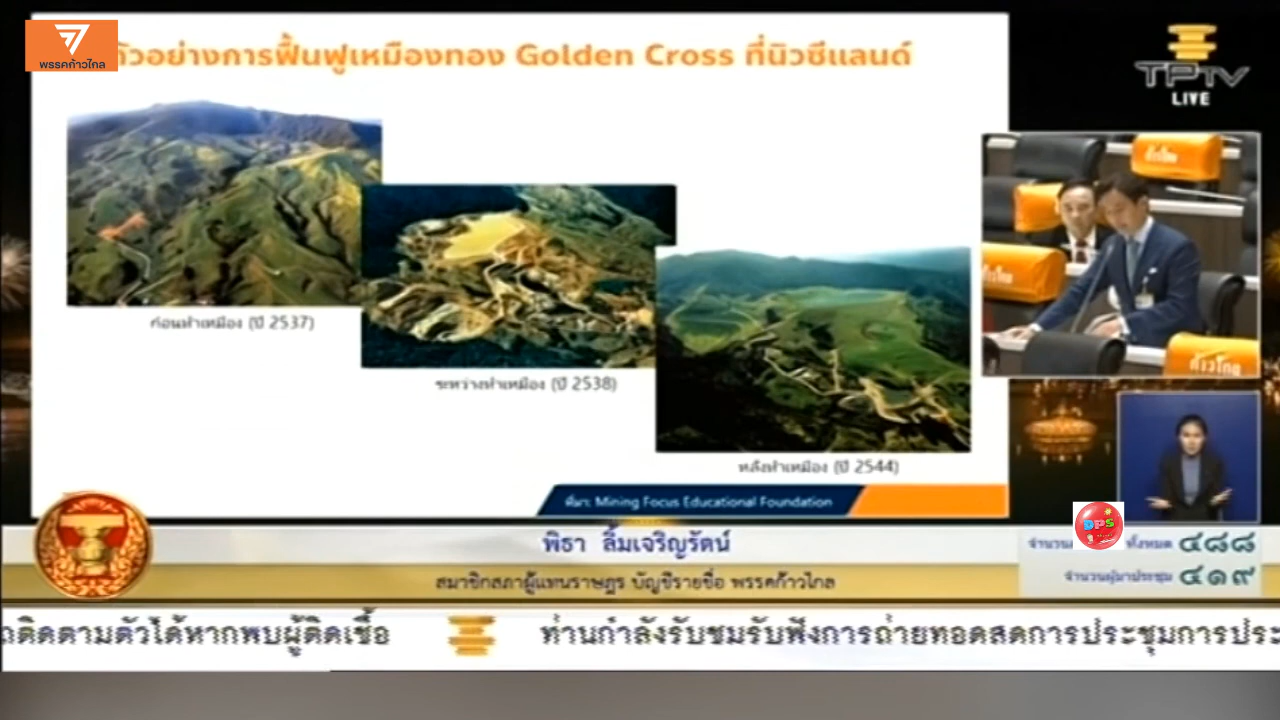 พรรคก้าวไกล
ตัวอย่างการฟื้นฟูเหมืองทอง Golden Cross ที่นิวซีแลนด์
TPTV
LIVE
ก้าวไกล
ก่อนทำเหมือง (ปี 2537)
ระหว่างทำเหมือง (ปี 2538)
หลังทำเหมือง (ปี 2544)
ที่มา: Mining Focus Educational Foundation
DPS
พิธา ลิ้มเจริญรัตน์
สมาชิกสภาผู้แทนราษฎร บัญชีรายชื่อ พรรคก้าวไกล
ทั้งหมด ๔๘๘
จำนวนผู้มาประชุม ๔๑๙
ติดตามตัวได้หากพบผู้ติดเชื้อ
ท่านกำลังรับชมรับฟังการถ่ายทอดสดการประชุมการประ